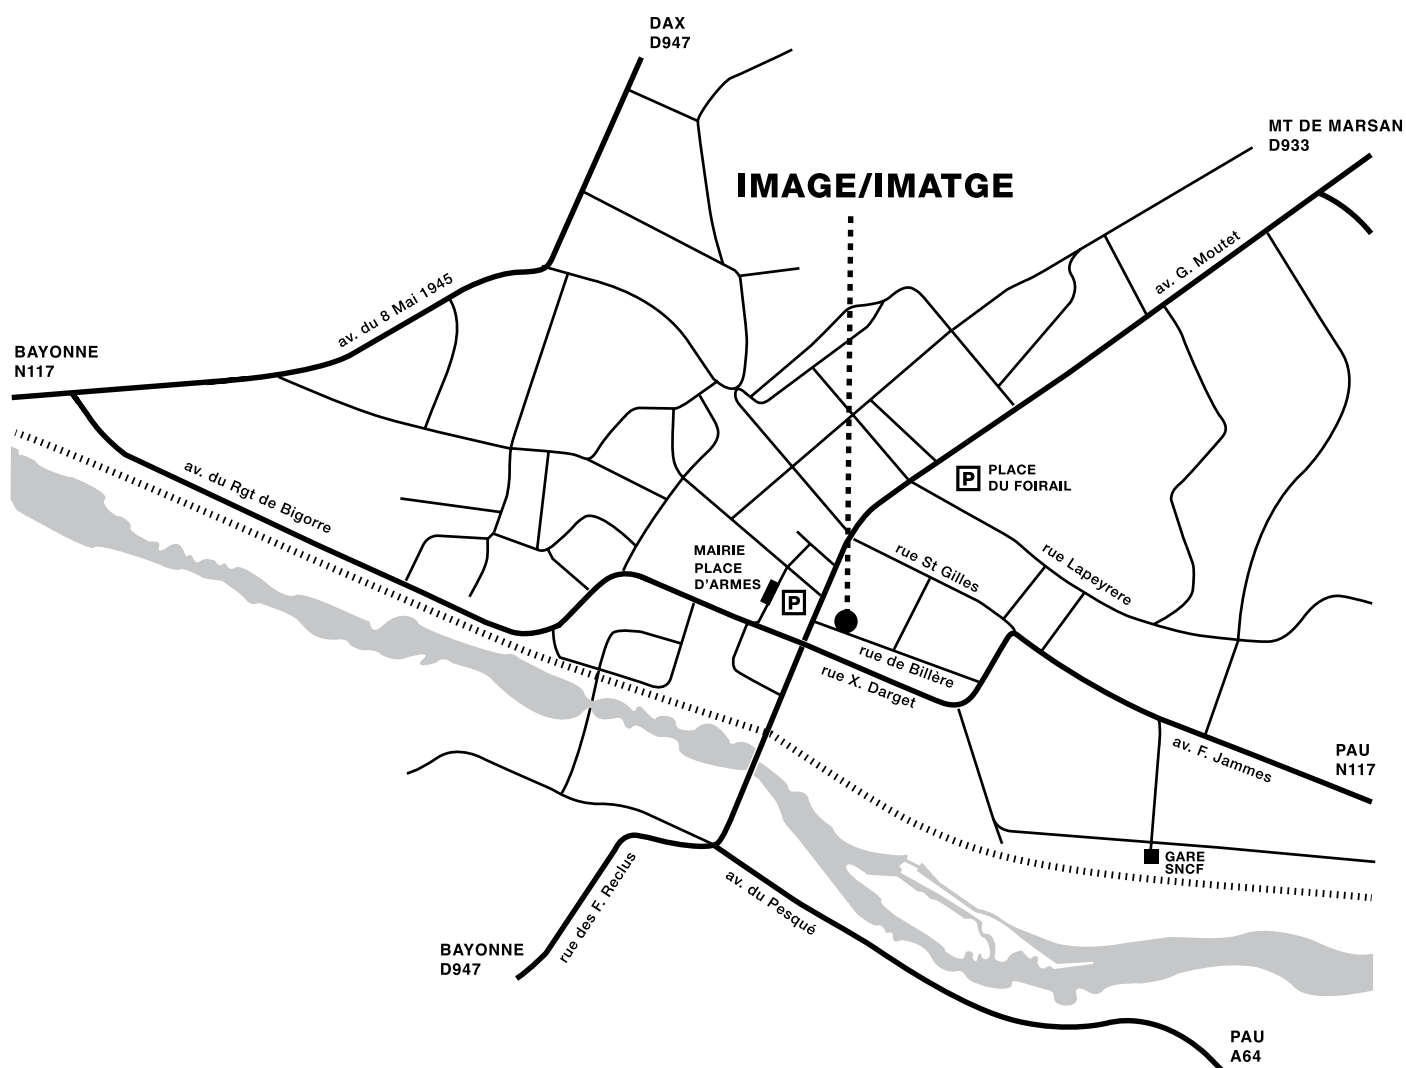 DAX
D947
MT DE MARSAN
D933
IMAGE/IMATGE
av. G. Moutet
av. du 8 Mai 1945
BAYONNE
N117
av. du Rgt de Bigorre
P
PLACE
DU FOIRAIL
MAIRIE
PLACE
D'ARMES
P
rue St Gilles
rue Lapeyrere
rue de Billère
rue X. Darget
av. F. Jammes
PAU
N117
GARE
SNCF
rue des F. Reclus
av. du Pesqué
BAYONNE
D947
PAU
A64